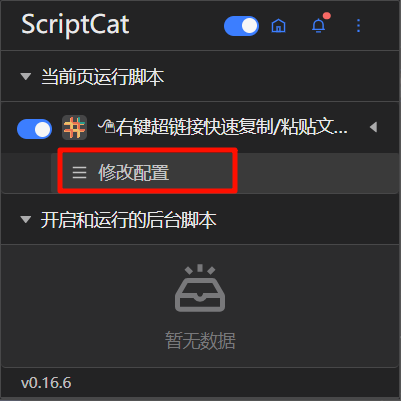 ScriptCat
当前页运行脚本
🖱右键超链接快速复制/粘贴文...
修改配置
开启和运行的后台脚本
暂无数据
v0.16.6